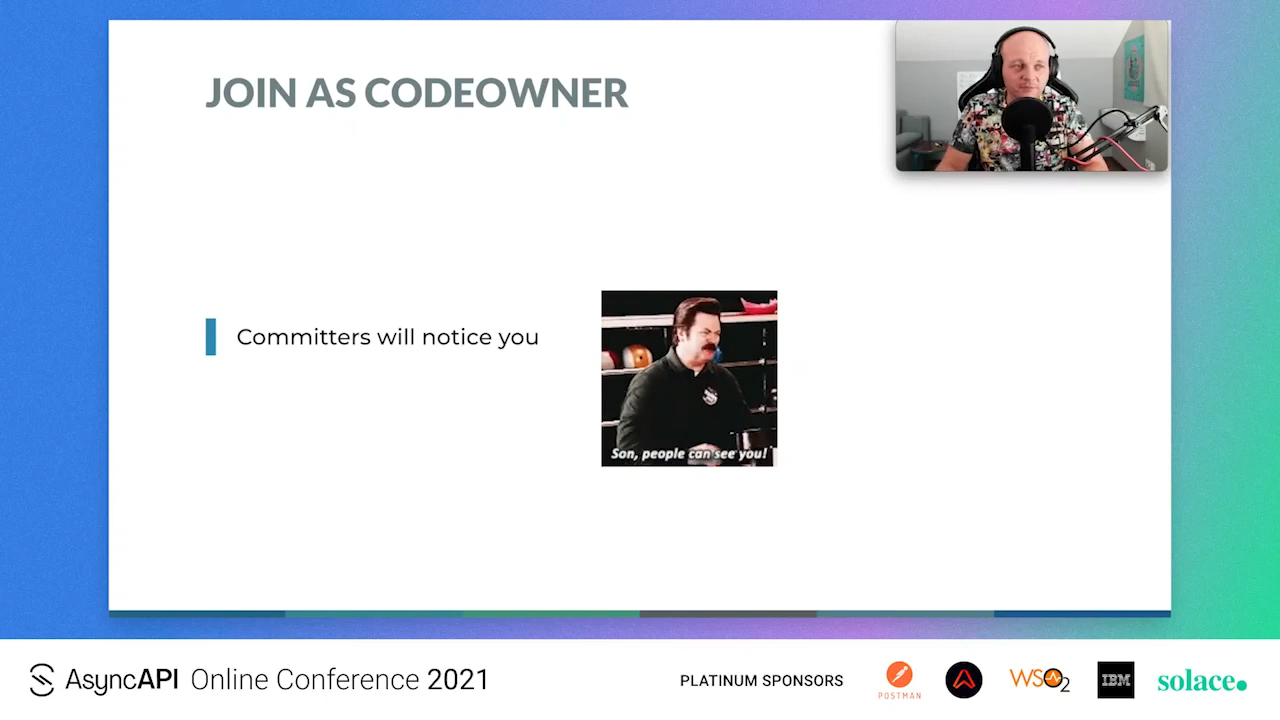 JOIN AS CODEOWNER
Committers will notice you
Son, people can see you!
AsyncAPI Online Conference 2021
PLATINUM SPONSORS
POSTMAN
WSO2
IBM
solace.